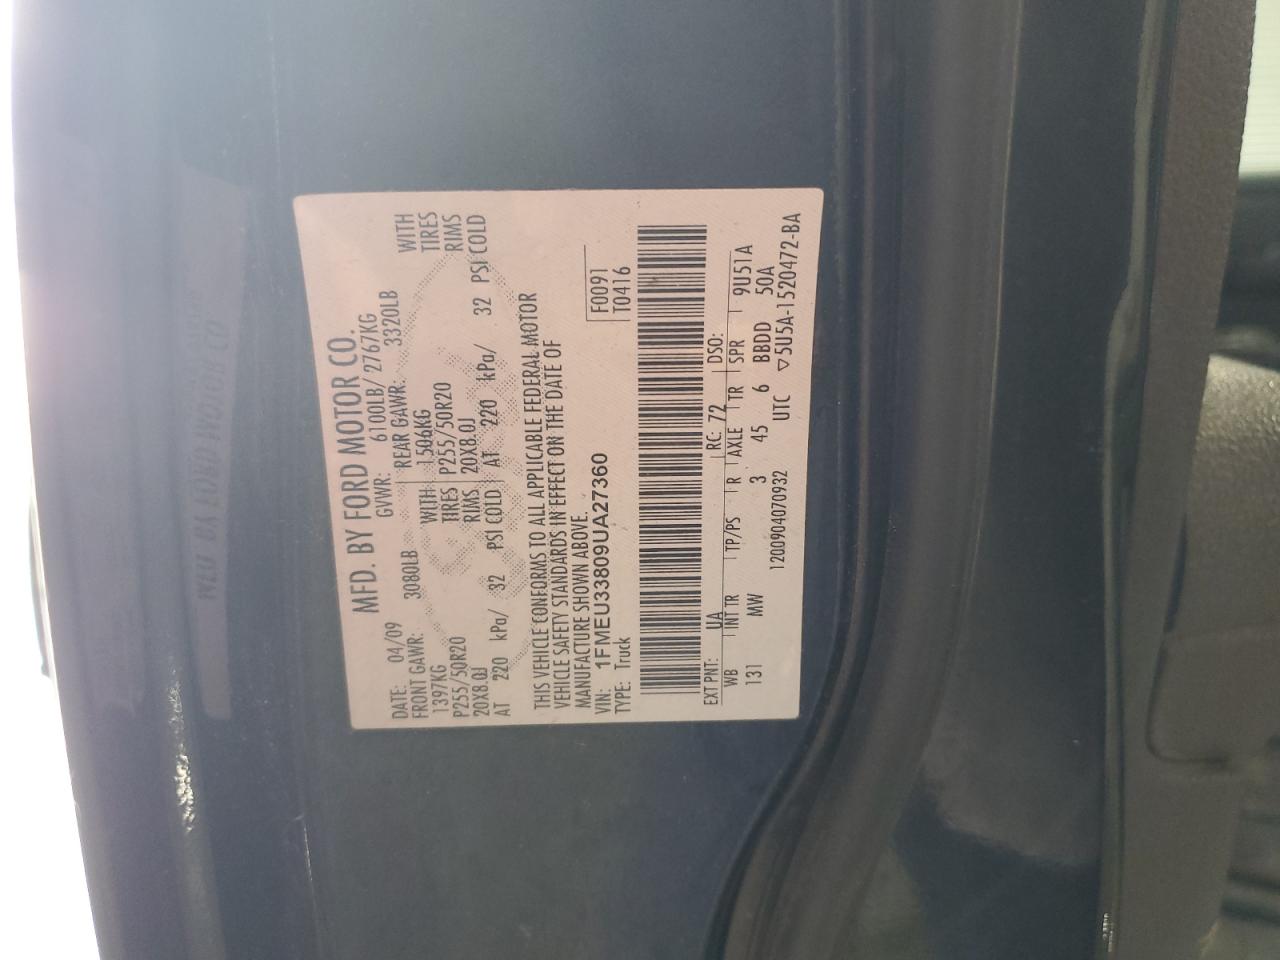 MFD. BY FORD MOTOR CO.
DATE: 04/09 GVWR: 6100LB/ 2767KG
FRONT GAWR: 3080LB REAR GAWR: 3320LB
1397KG WITH 1506KG WITH
P255/50R20 TIRES P255/50R20 TIRES
20X8.0J RIMS 20X8.0J RIMS
AT 220 kPa/ 32 PSI COLD AT 220 kPa/ 32 PSI COLD
THIS VEHICLE CONFORMS TO ALL APPLICABLE FEDERAL MOTOR
VEHICLE SAFETY STANDARDS IN EFFECT ON THE DATE OF
MANUFACTURE SHOWN ABOVE.
VIN: 1FMEU33809UA27360 F0091
TYPE: Truck T0416
EXT PNT: UA RC: 72 DSO:
WB INT TR TP/PS R AXLE TR SPR 9U51A
131 MW 3 45 6 BBDD 50A
1200904070932 UTC ▽5U5A-1520472-BA